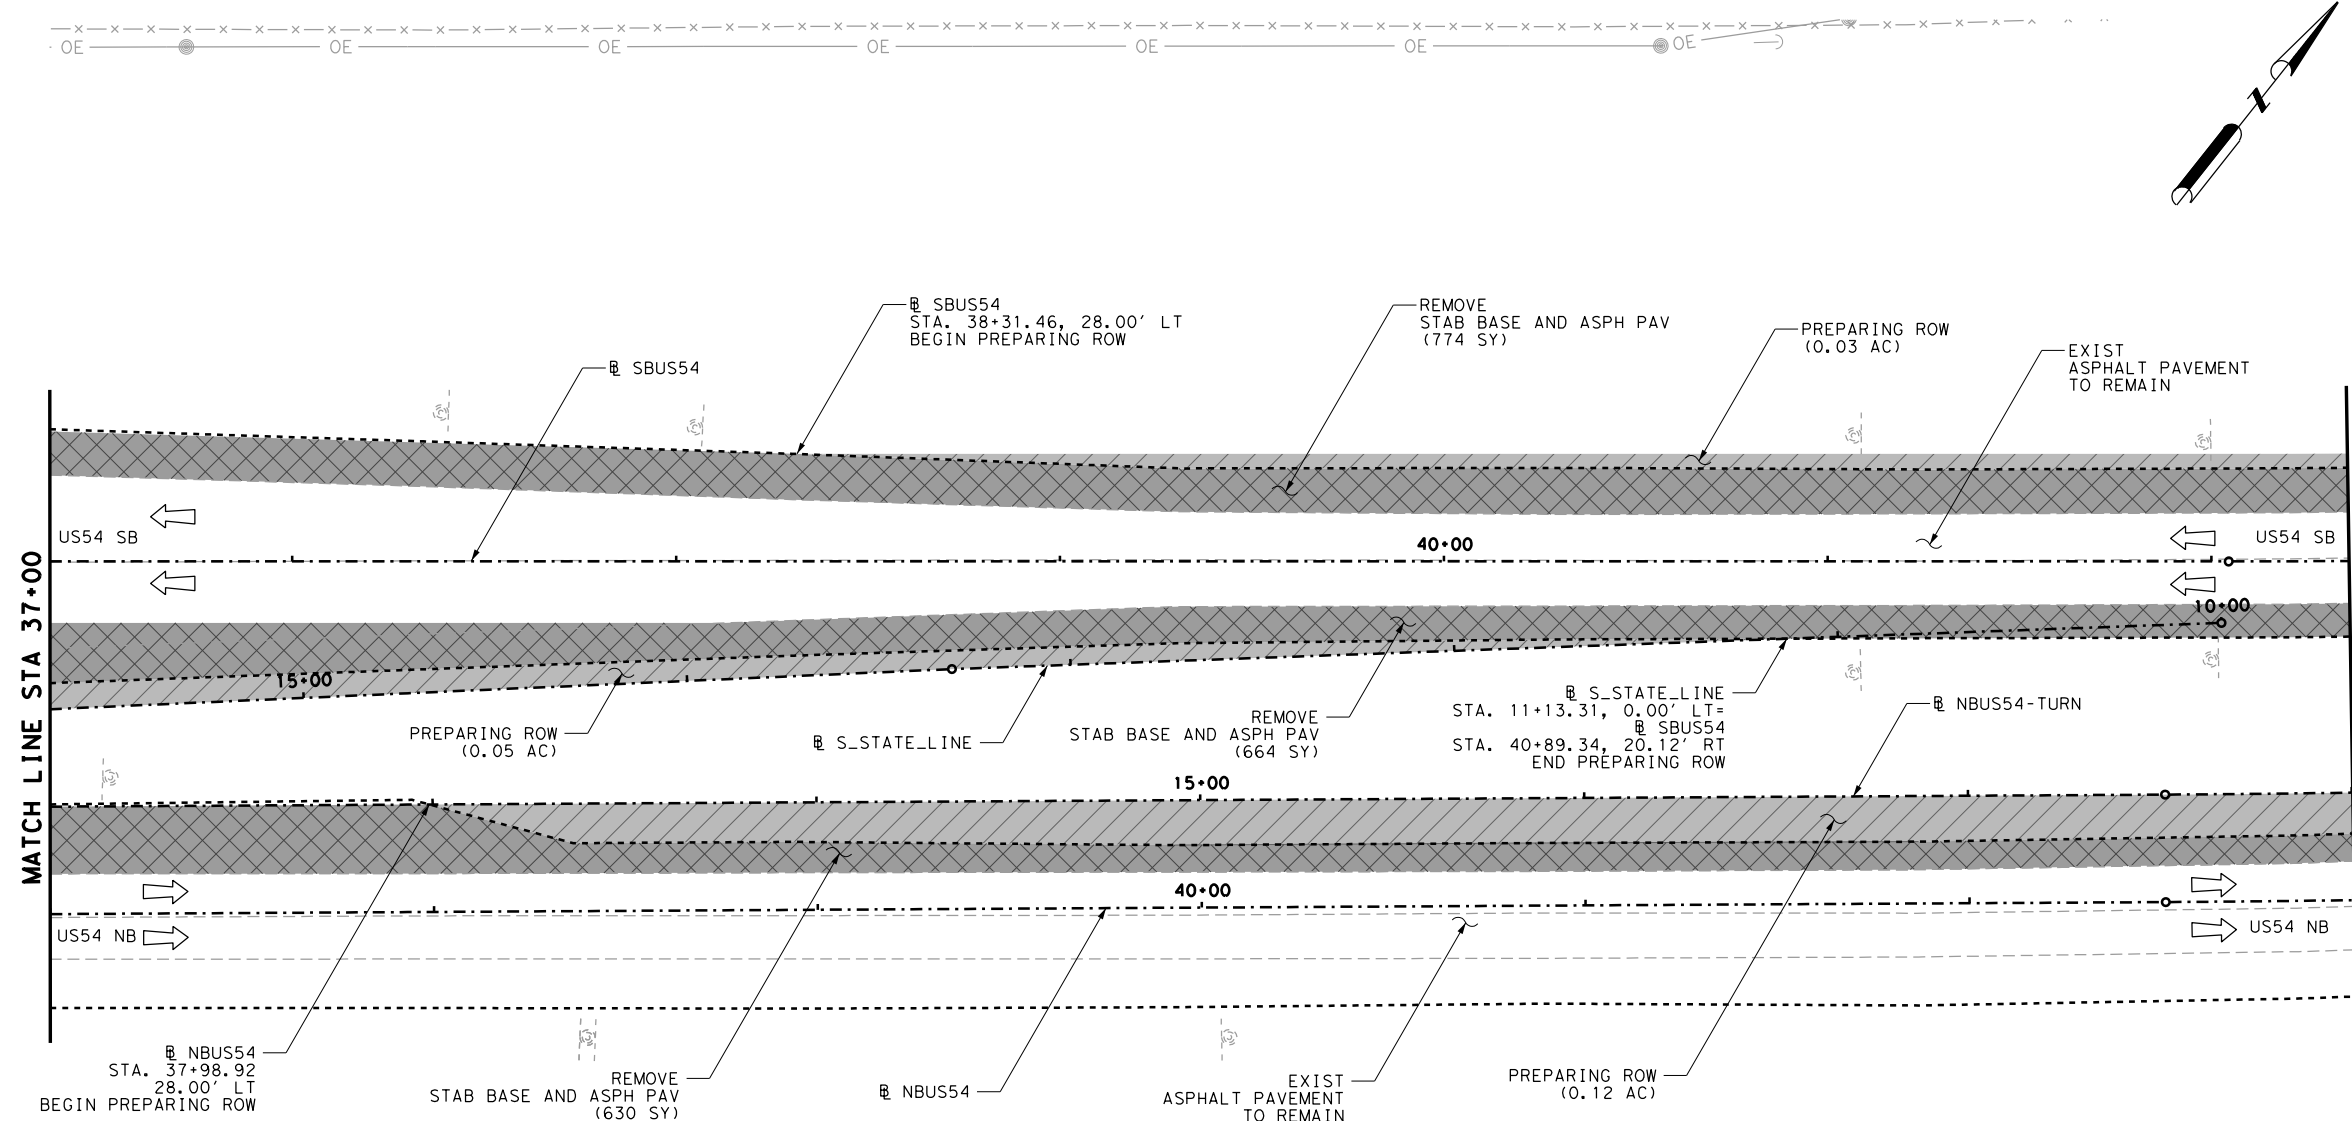 OE OE OE OE OE OE OE
N
℄ SBUS54
STA. 38+31.46, 28.00' LT
BEGIN PREPARING ROW
REMOVE
STAB BASE AND ASPH PAV
(774 SY)
PREPARING ROW
(0.03 AC)
EXIST
ASPHALT PAVEMENT
TO REMAIN
℄ SBUS54
MATCH LINE STA 37+00
US54 SB
40+00
US54 SB
10+00
15+00
PREPARING ROW
(0.05 AC)
℄ S_STATE_LINE
REMOVE
STAB BASE AND ASPH PAV
(664 SY)
℄ S_STATE_LINE
STA. 11+13.31, 0.00' LT=
℄ SBUS54
STA. 40+89.34, 20.12' RT
END PREPARING ROW
℄ NBUS54-TURN
15+00
40+00
US54 NB
US54 NB
℄ NBUS54
STA. 37+98.92
28.00' LT
BEGIN PREPARING ROW
REMOVE
STAB BASE AND ASPH PAV
(630 SY)
℄ NBUS54
EXIST
ASPHALT PAVEMENT
TO REMAIN
PREPARING ROW
(0.12 AC)